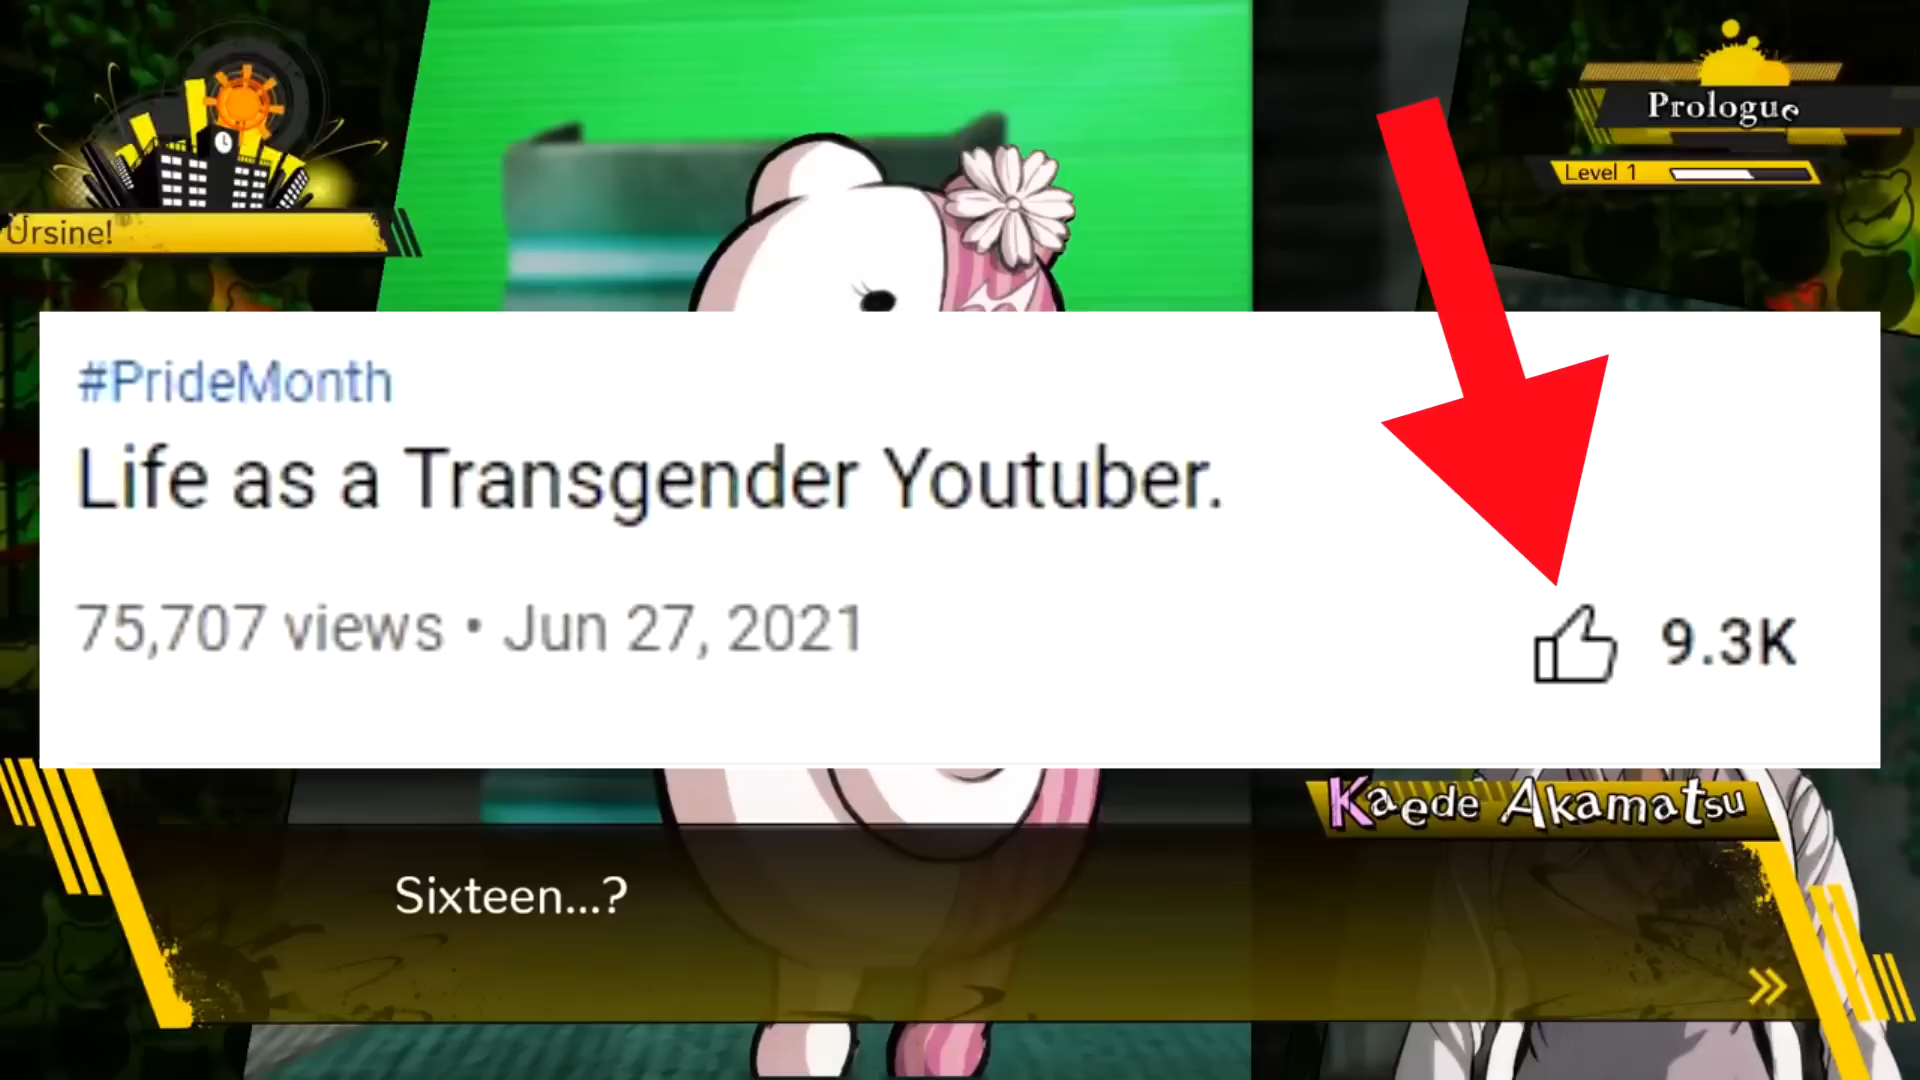 Prologue
Level 1
Ursine!
#PrideMonth
Life as a Transgender Youtuber.
75,707 views • Jun 27, 2021
9.3K
Kaede Akamatsu
Sixteen...?